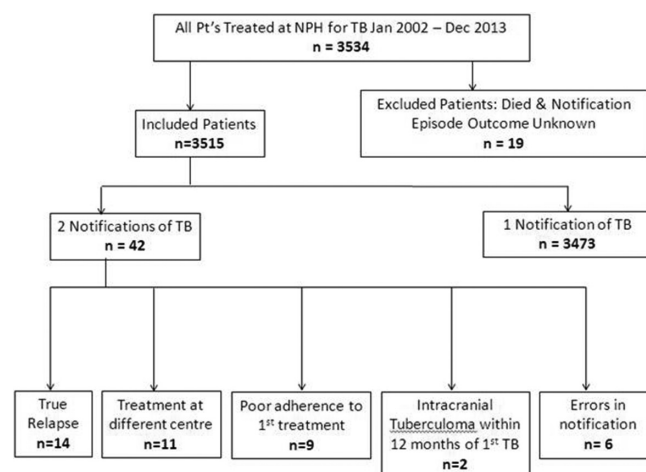 All Pt's Treated at NPH for TB Jan 2002 – Dec 2013
n = 3534
Excluded Patients: Died & Notification
Episode Outcome Unknown
n = 19
Included Patients
n=3515
2 Notifications of TB
n = 42
1 Notification of TB
n = 3473
True
Relapse
n=14
Treatment at
different centre
n=11
Poor adherence to
1st treatment
n=9
Intracranial
Tuberculoma within
12 months of 1st TB
n=2
Errors in
notification
n= 6